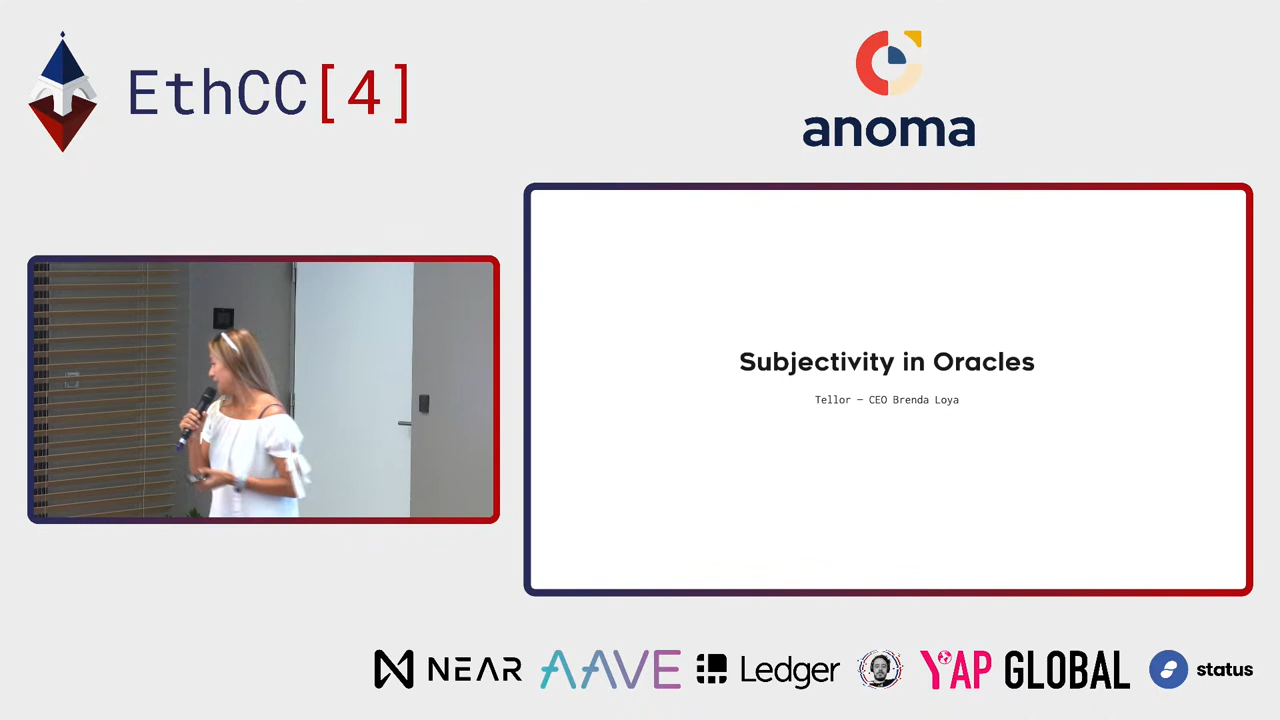 EthCC[4]
anoma
Subjectivity in Oracles
Tellor – CEO Brenda Loya
NEAR
AAVE
Ledger
YAP GLOBAL
status